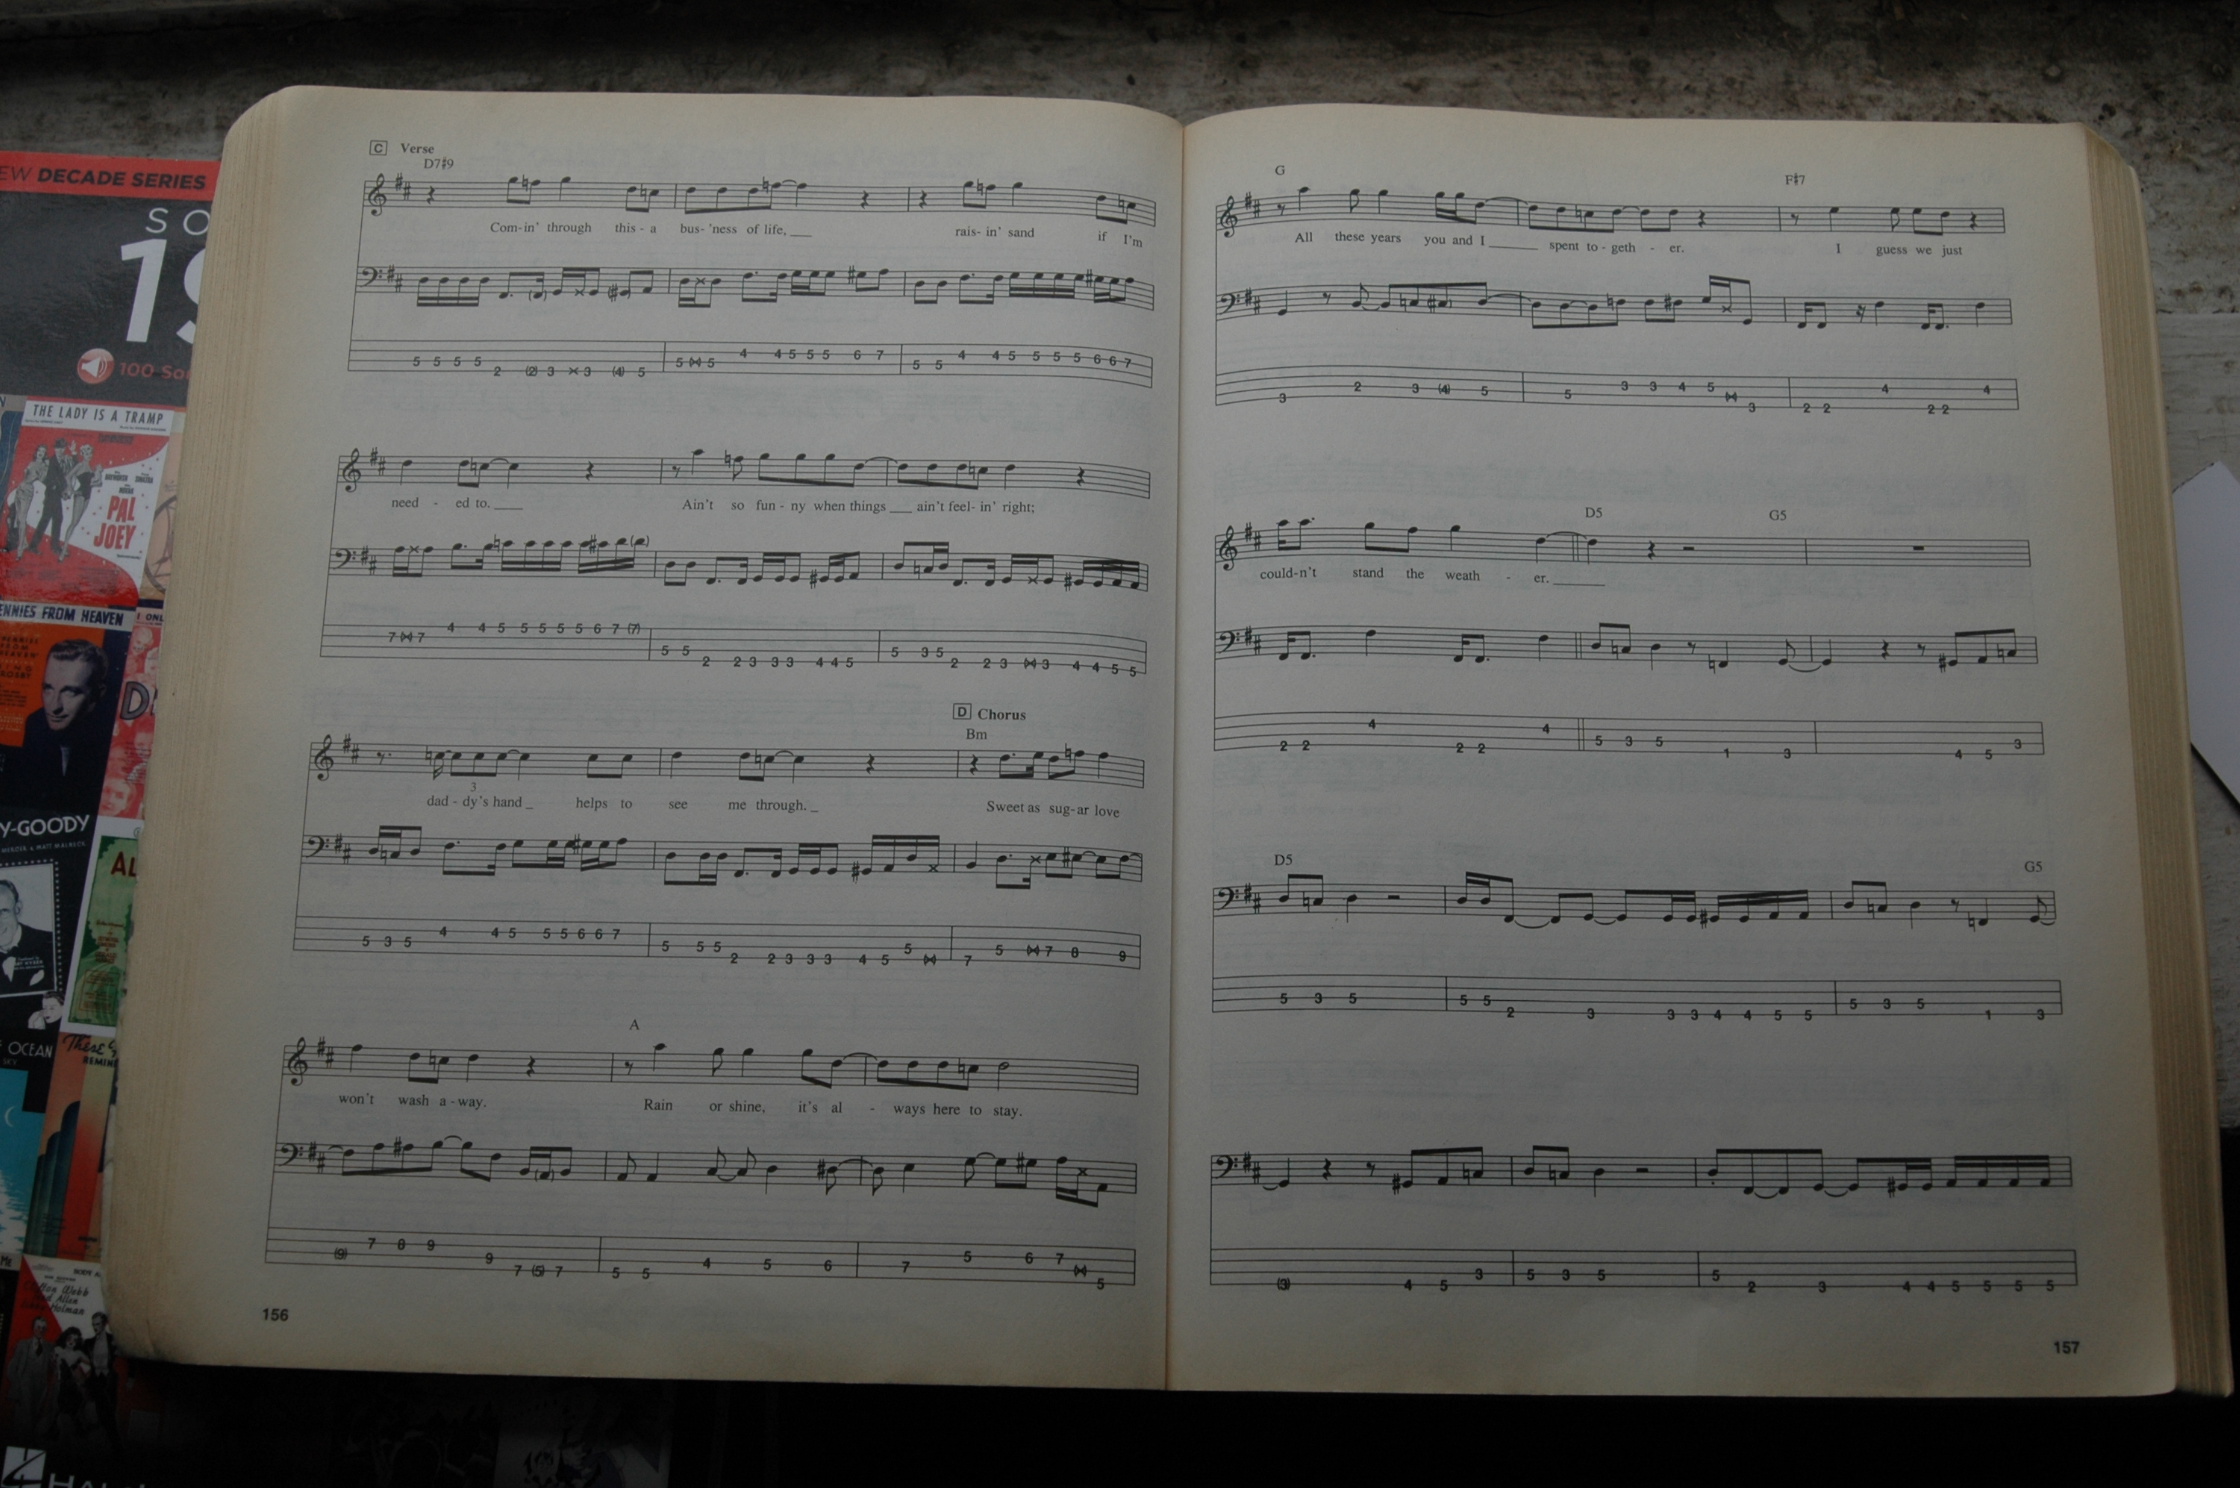 EW DECADE SERIES
SO
19
100 So
THE LADY IS A TRAMP
PAL
JOEY
ENNIES FROM HEAVEN
I ONL
Y-GOODY
AL
OCEAN
These
REMIN
HAL
C Verse
D7#9
Com-in' through this - a bus-'ness of life, ___ rais- in' sand if I'm
5 5 5 5 2 (2) 3 × 3 (4) 5 5 × 5 4 4 5 5 5 6 7 5 5 4 4 5 5 5 5 6 6 7
need - ed to. ___ Ain't so fun - ny when things ___ ain't feel- in' right;
7 × 7 4 4 5 5 5 5 5 6 7 (7) 5 5 2 2 3 3 3 4 4 5 5 3 5 2 2 3 × 3 4 4 5 5
D Chorus
Bm
3
dad - dy's hand _ helps to see me through. _ Sweet as sug-ar love
5 3 5 4 4 5 5 5 6 6 7 5 5 5 2 2 3 3 3 4 5 5 × 7 5 × 7 8 9
A
won't wash a - way. Rain or shine, it's al - ways here to stay.
(9) 7 8 9 9 7 (5) 7 5 5 4 5 6 7 5 6 7 × 5
156
G F#7
All these years you and I ___ spent to - geth - er. I guess we just
3 2 3 (4) 5 5 3 3 4 5 × 3 2 2 4 2 2 4
D5 G5
could-n't stand the weath - er. ___
2 2 4 2 2 4 5 3 5 1 3 4 5 3
D5 G5
5 3 5 5 5 2 3 3 3 4 4 5 5 5 3 5 1 3
(3) 4 5 3 5 3 5 5 2 3 4 4 5 5 5 5
157